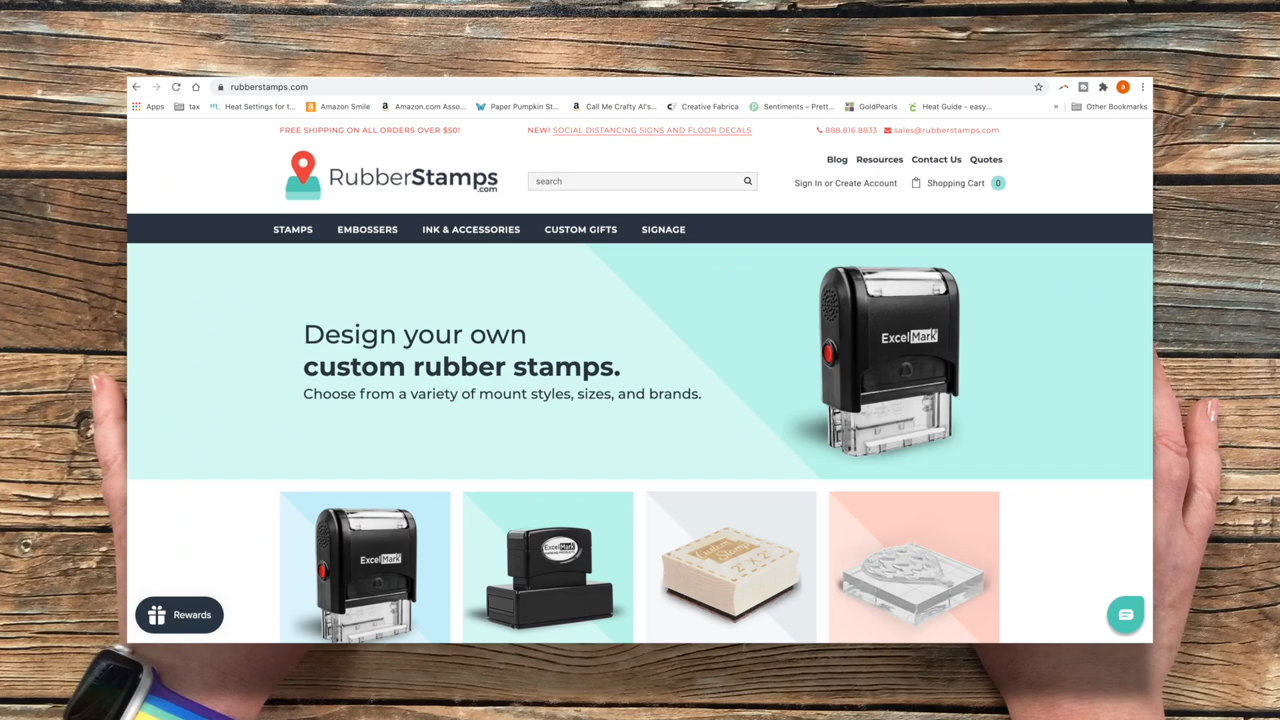 rubberstamps.com
a
Apps tax Heat Settings for t... Amazon Smile Amazon.com Asso... Paper Pumpkin St... Call Me Crafty Al's... Creative Fabrica Sentiments – Prett... GoldPearls Heat Guide - easy... » Other Bookmarks
FREE SHIPPING ON ALL ORDERS OVER $50! NEW! SOCIAL DISTANCING SIGNS AND FLOOR DECALS 888.816.8833 sales@rubberstamps.com
Blog Resources Contact Us Quotes
RubberStamps
.com
search
Sign In or Create Account Shopping Cart 0
STAMPS EMBOSSERS INK & ACCESSORIES CUSTOM GIFTS SIGNAGE
Design your own
custom rubber stamps.
Choose from a variety of mount styles, sizes, and brands.
ExcelMark
ExcelMark
ExcelMark
Custom
Stamp
2" X 2"
Rewards